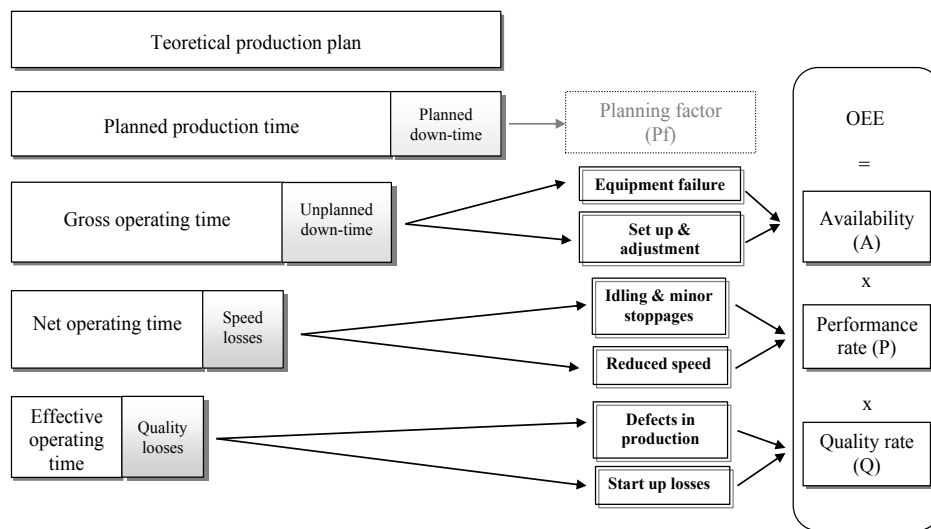 Teoretical production plan
Planned production time
Planned
down-time
Planning factor
(Pf)
OEE
=
Gross operating time
Unplanned
down-time
Equipment failure
Set up &
adjustment
Availability
(A)
x
Net operating time
Speed
losses
Idling & minor
stoppages
Reduced speed
Performance
rate (P)
x
Effective
operating
time
Quality
looses
Defects in
production
Start up losses
Quality rate
(Q)